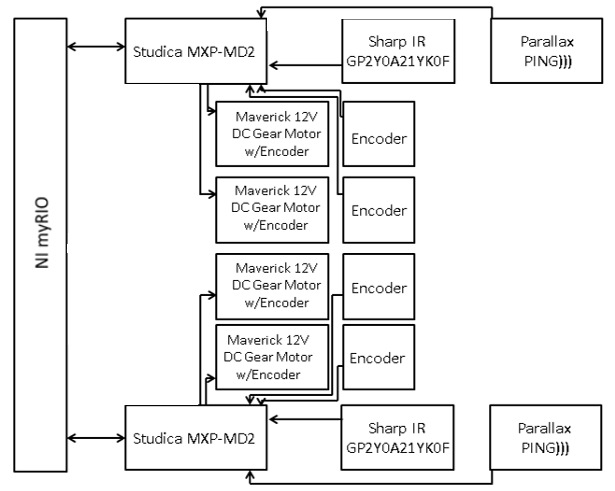 NI myRIO
Studica MXP-MD2
Sharp IR
GP2Y0A21YK0F
Parallax
PING)))
Maverick 12V
DC Gear Motor
w/Encoder
Encoder
Maverick 12V
DC Gear Motor
w/Encoder
Encoder
Maverick 12V
DC Gear Motor
w/Encoder
Encoder
Maverick 12V
DC Gear Motor
w/Encoder
Encoder
Studica MXP-MD2
Sharp IR
GP2Y0A21YK0F
Parallax
PING)))